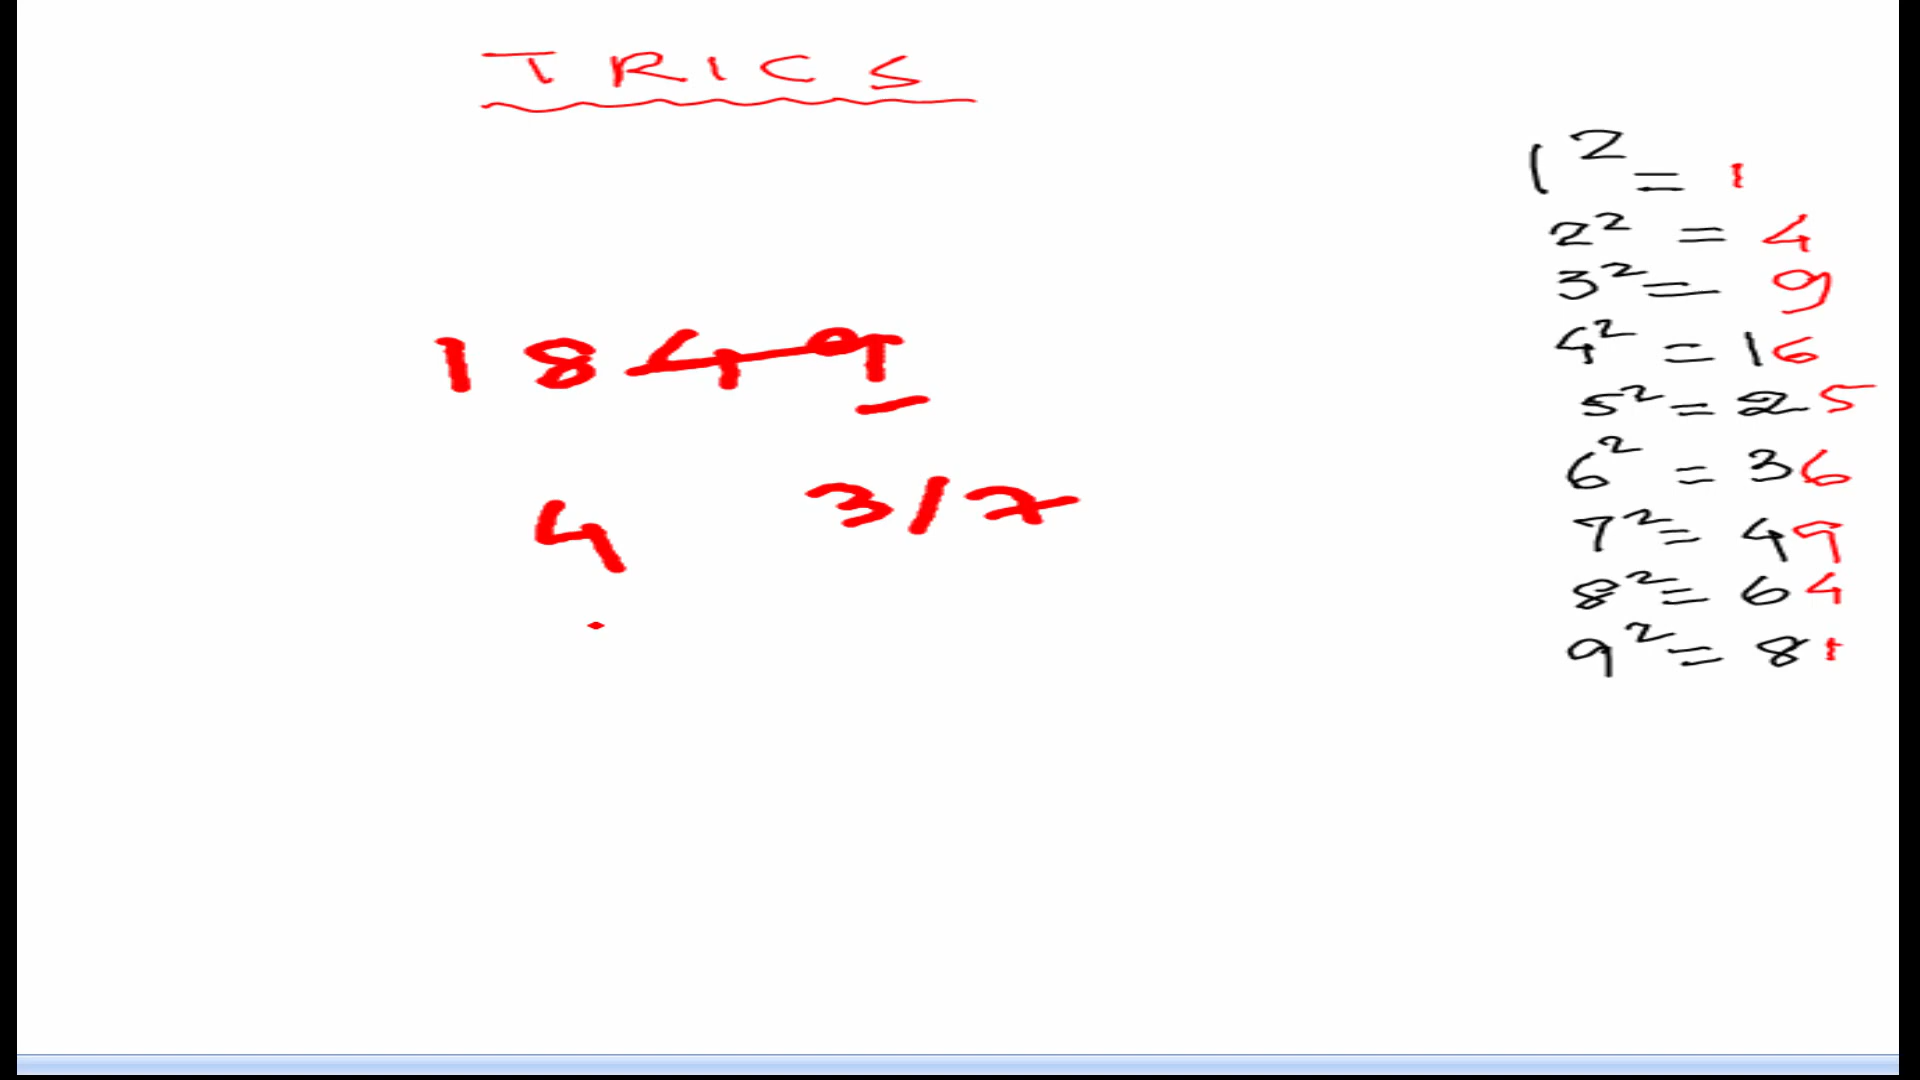 TRICS
1849
4 3/7
1² = 1
2² = 4
3² = 9
4² = 16
5² = 25
6² = 36
7² = 49
8² = 64
9² = 81